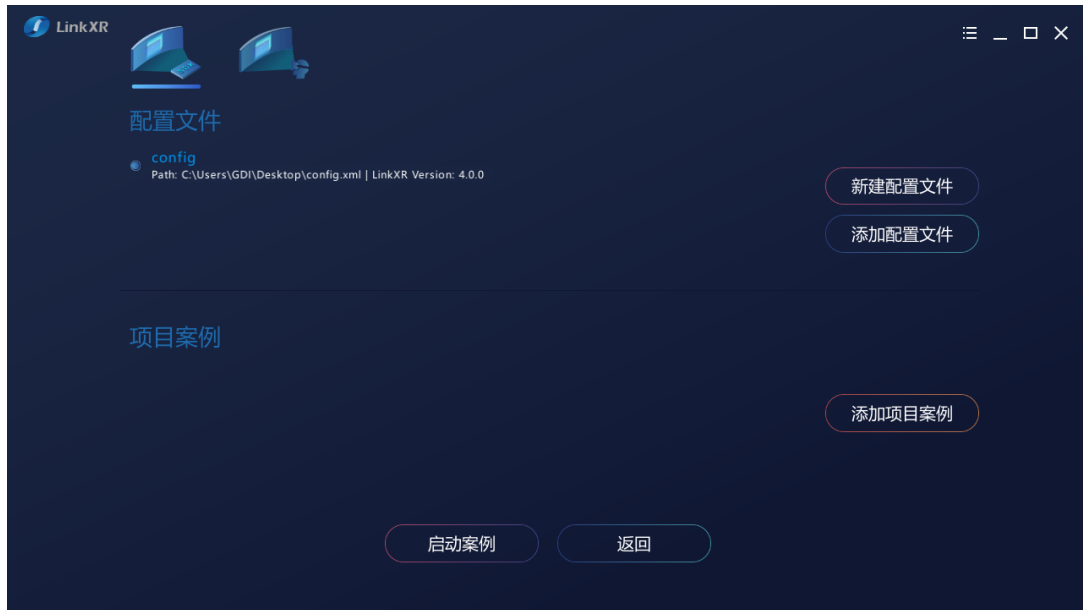 LinkXR
配置文件
config
Path: C:\Users\GDI\Desktop\config.xml | LinkXR Version: 4.0.0
新建配置文件
添加配置文件
项目案例
添加项目案例
启动案例
返回